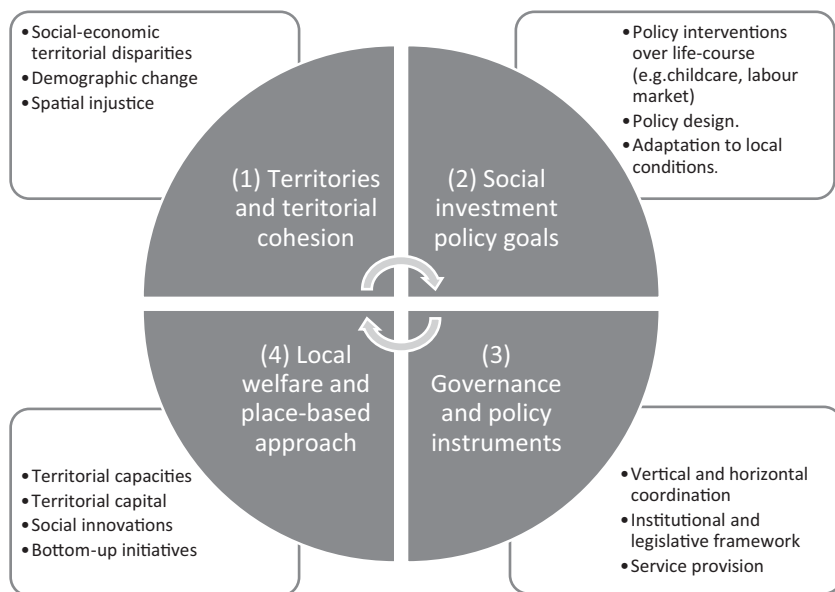 •Social-economic
territorial disparities
•Demographic change
•Spatial injustice
•Policy interventions
over life-course
(e.g.childcare, labour
market)
•Policy design.
•Adaptation to local
conditions.
(1) Territories
and teritorial
cohesion
(2) Social
investment
policy goals
(4) Local
welfare and
place-based
approach
(3)
Governance
and policy
instruments
•Territorial capacities
•Territorial capital
•Social innovations
•Bottom-up initiatives
•Vertical and horizontal
coordination
•Institutional and
legislative framework
•Service provision